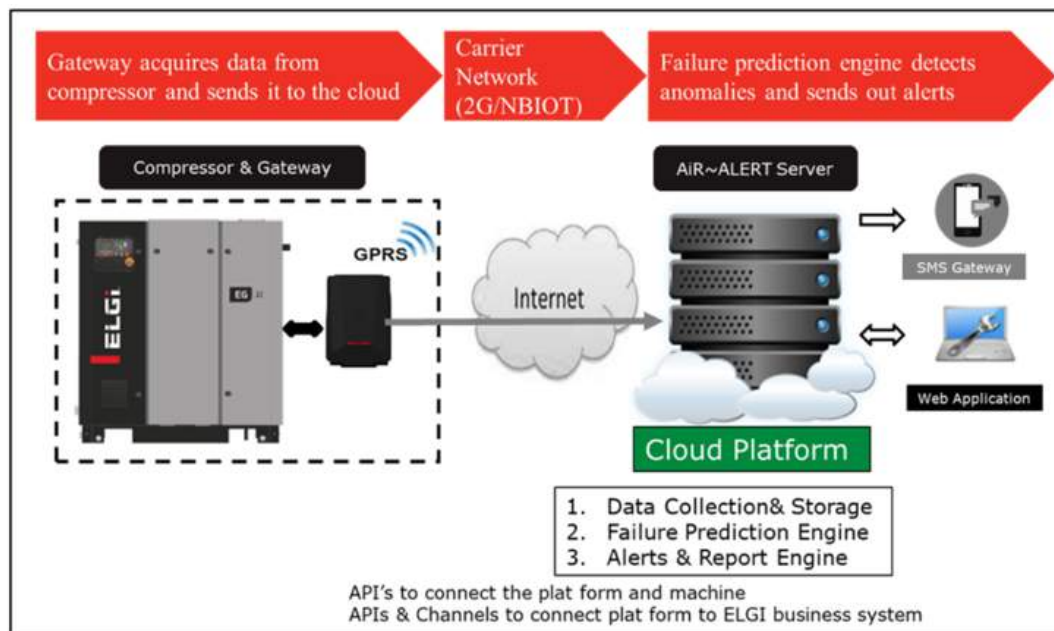 Gateway acquires data from
compressor and sends it to the cloud
Carrier
Network
(2G/NBIOT)
Failure prediction engine detects
anomalies and sends out alerts
Compressor & Gateway
AiR~ALERT Server
GPRS
ELGi
EG
Internet
SMS Gateway
Web Application
Cloud Platform
1. Data Collection& Storage
2. Failure Prediction Engine
3. Alerts & Report Engine
API's to connect the plat form and machine
APIs & Channels to connect plat form to ELGI business system